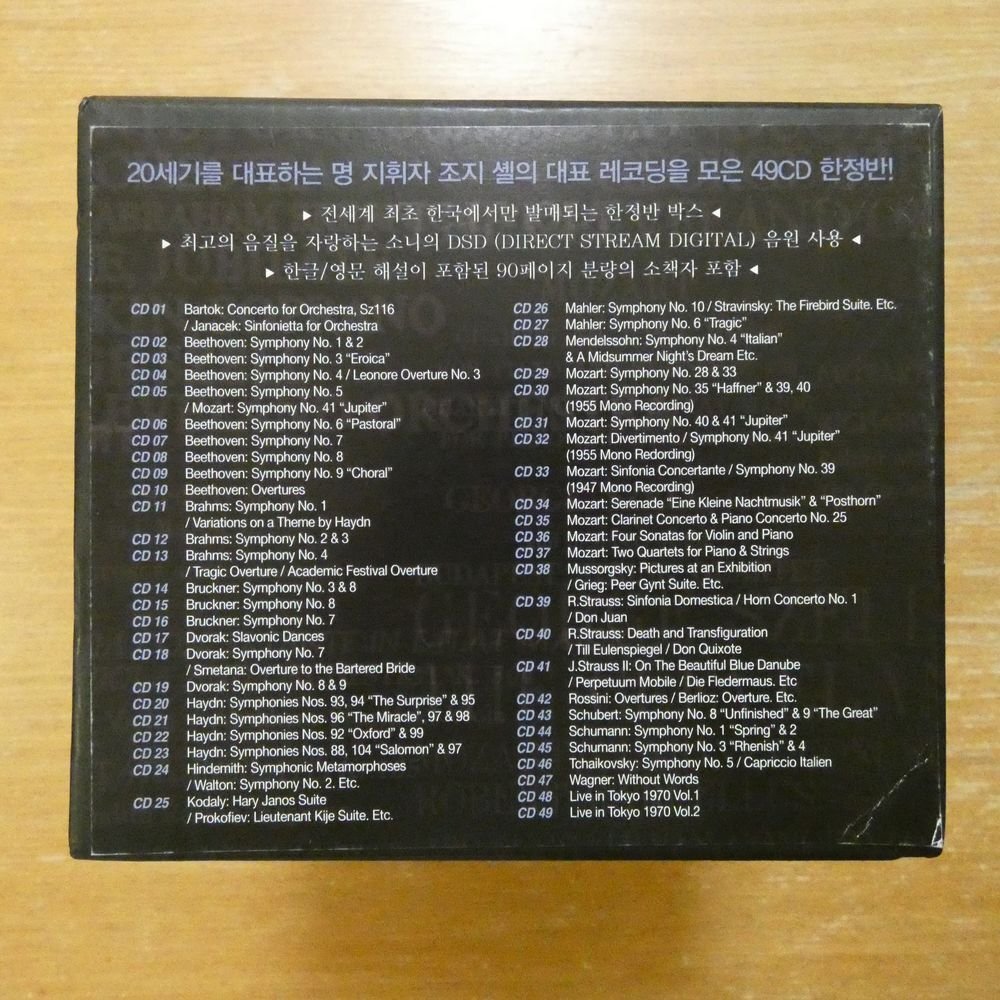 20세기를 대표하는 명 지휘자 조지 셀의 대표 레코딩을 모은 49CD 한정반!
▶ 전세계 최초 한국에서만 발매되는 한정반 박스 ◀
▶ 최고의 음질을 자랑하는 소니의 DSD (DIRECT STREAM DIGITAL) 음원 사용 ◀
▶ 한글/영문 해설이 포함된 90페이지 분량의 소책자 포함 ◀
CD 01 Bartok: Concerto for Orchestra, Sz116
/ Janacek: Sinfonietta for Orchestra
CD 02 Beethoven: Symphony No. 1 & 2
CD 03 Beethoven: Symphony No. 3 “Eroica”
CD 04 Beethoven: Symphony No. 4 / Leonore Overture No. 3
CD 05 Beethoven: Symphony No. 5
/ Mozart: Symphony No. 41 “Jupiter”
CD 06 Beethoven: Symphony No. 6 “Pastoral”
CD 07 Beethoven: Symphony No. 7
CD 08 Beethoven: Symphony No. 8
CD 09 Beethoven: Symphony No. 9 “Choral”
CD 10 Beethoven: Overtures
CD 11 Brahms: Symphony No. 1
/ Variations on a Theme by Haydn
CD 12 Brahms: Symphony No. 2 & 3
CD 13 Brahms: Symphony No. 4
/ Tragic Overture / Academic Festival Overture
CD 14 Bruckner: Symphony No. 3 & 8
CD 15 Bruckner: Symphony No. 8
CD 16 Bruckner: Symphony No. 7
CD 17 Dvorak: Slavonic Dances
CD 18 Dvorak: Symphony No. 7
/ Smetana: Overture to the Bartered Bride
CD 19 Dvorak: Symphony No. 8 & 9
CD 20 Haydn: Symphonies Nos. 93, 94 “The Surprise” & 95
CD 21 Haydn: Symphonies Nos. 96 “The Miracle”, 97 & 98
CD 22 Haydn: Symphonies Nos. 92 “Oxford” & 99
CD 23 Haydn: Symphonies Nos. 88, 104 “Salomon” & 97
CD 24 Hindemith: Symphonic Metamorphoses
/ Walton: Symphony No. 2. Etc.
CD 25 Kodaly: Hary Janos Suite
/ Prokofiev: Lieutenant Kije Suite. Etc.
CD 26 Mahler: Symphony No. 10 / Stravinsky: The Firebird Suite. Etc.
CD 27 Mahler: Symphony No. 6 “Tragic”
CD 28 Mendelssohn: Symphony No. 4 “Italian”
& A Midsummer Night's Dream Etc.
CD 29 Mozart: Symphony No. 28 & 33
CD 30 Mozart: Symphony No. 35 “Haffner” & 39, 40
(1955 Mono Recording)
CD 31 Mozart: Symphony No. 40 & 41 “Jupiter”
CD 32 Mozart: Divertimento / Symphony No. 41 “Jupiter”
(1955 Mono Redording)
CD 33 Mozart: Sinfonia Concertante / Symphony No. 39
(1947 Mono Recording)
CD 34 Mozart: Serenade “Eine Kleine Nachtmusik” & “Posthorn”
CD 35 Mozart: Clarinet Concerto & Piano Concerto No. 25
CD 36 Mozart: Four Sonatas for Violin and Piano
CD 37 Mozart: Two Quartets for Piano & Strings
CD 38 Mussorgsky: Pictures at an Exhibition
/ Grieg: Peer Gynt Suite. Etc.
CD 39 R.Strauss: Sinfonia Domestica / Horn Concerto No. 1
/ Don Juan
CD 40 R.Strauss: Death and Transfiguration
/ Till Eulenspiegel / Don Quixote
CD 41 J.Strauss II: On The Beautiful Blue Danube
/ Perpetuum Mobile / Die Fledermaus. Etc
CD 42 Rossini: Overtures / Berlioz: Overture. Etc.
CD 43 Schubert: Symphony No. 8 “Unfinished” & 9 “The Great”
CD 44 Schumann: Symphony No. 1 “Spring” & 2
CD 45 Schumann: Symphony No. 3 “Rhenish” & 4
CD 46 Tchaikovsky: Symphony No. 5 / Capriccio Italien
CD 47 Wagner: Without Words
CD 48 Live in Tokyo 1970 Vol.1
CD 49 Live in Tokyo 1970 Vol.2